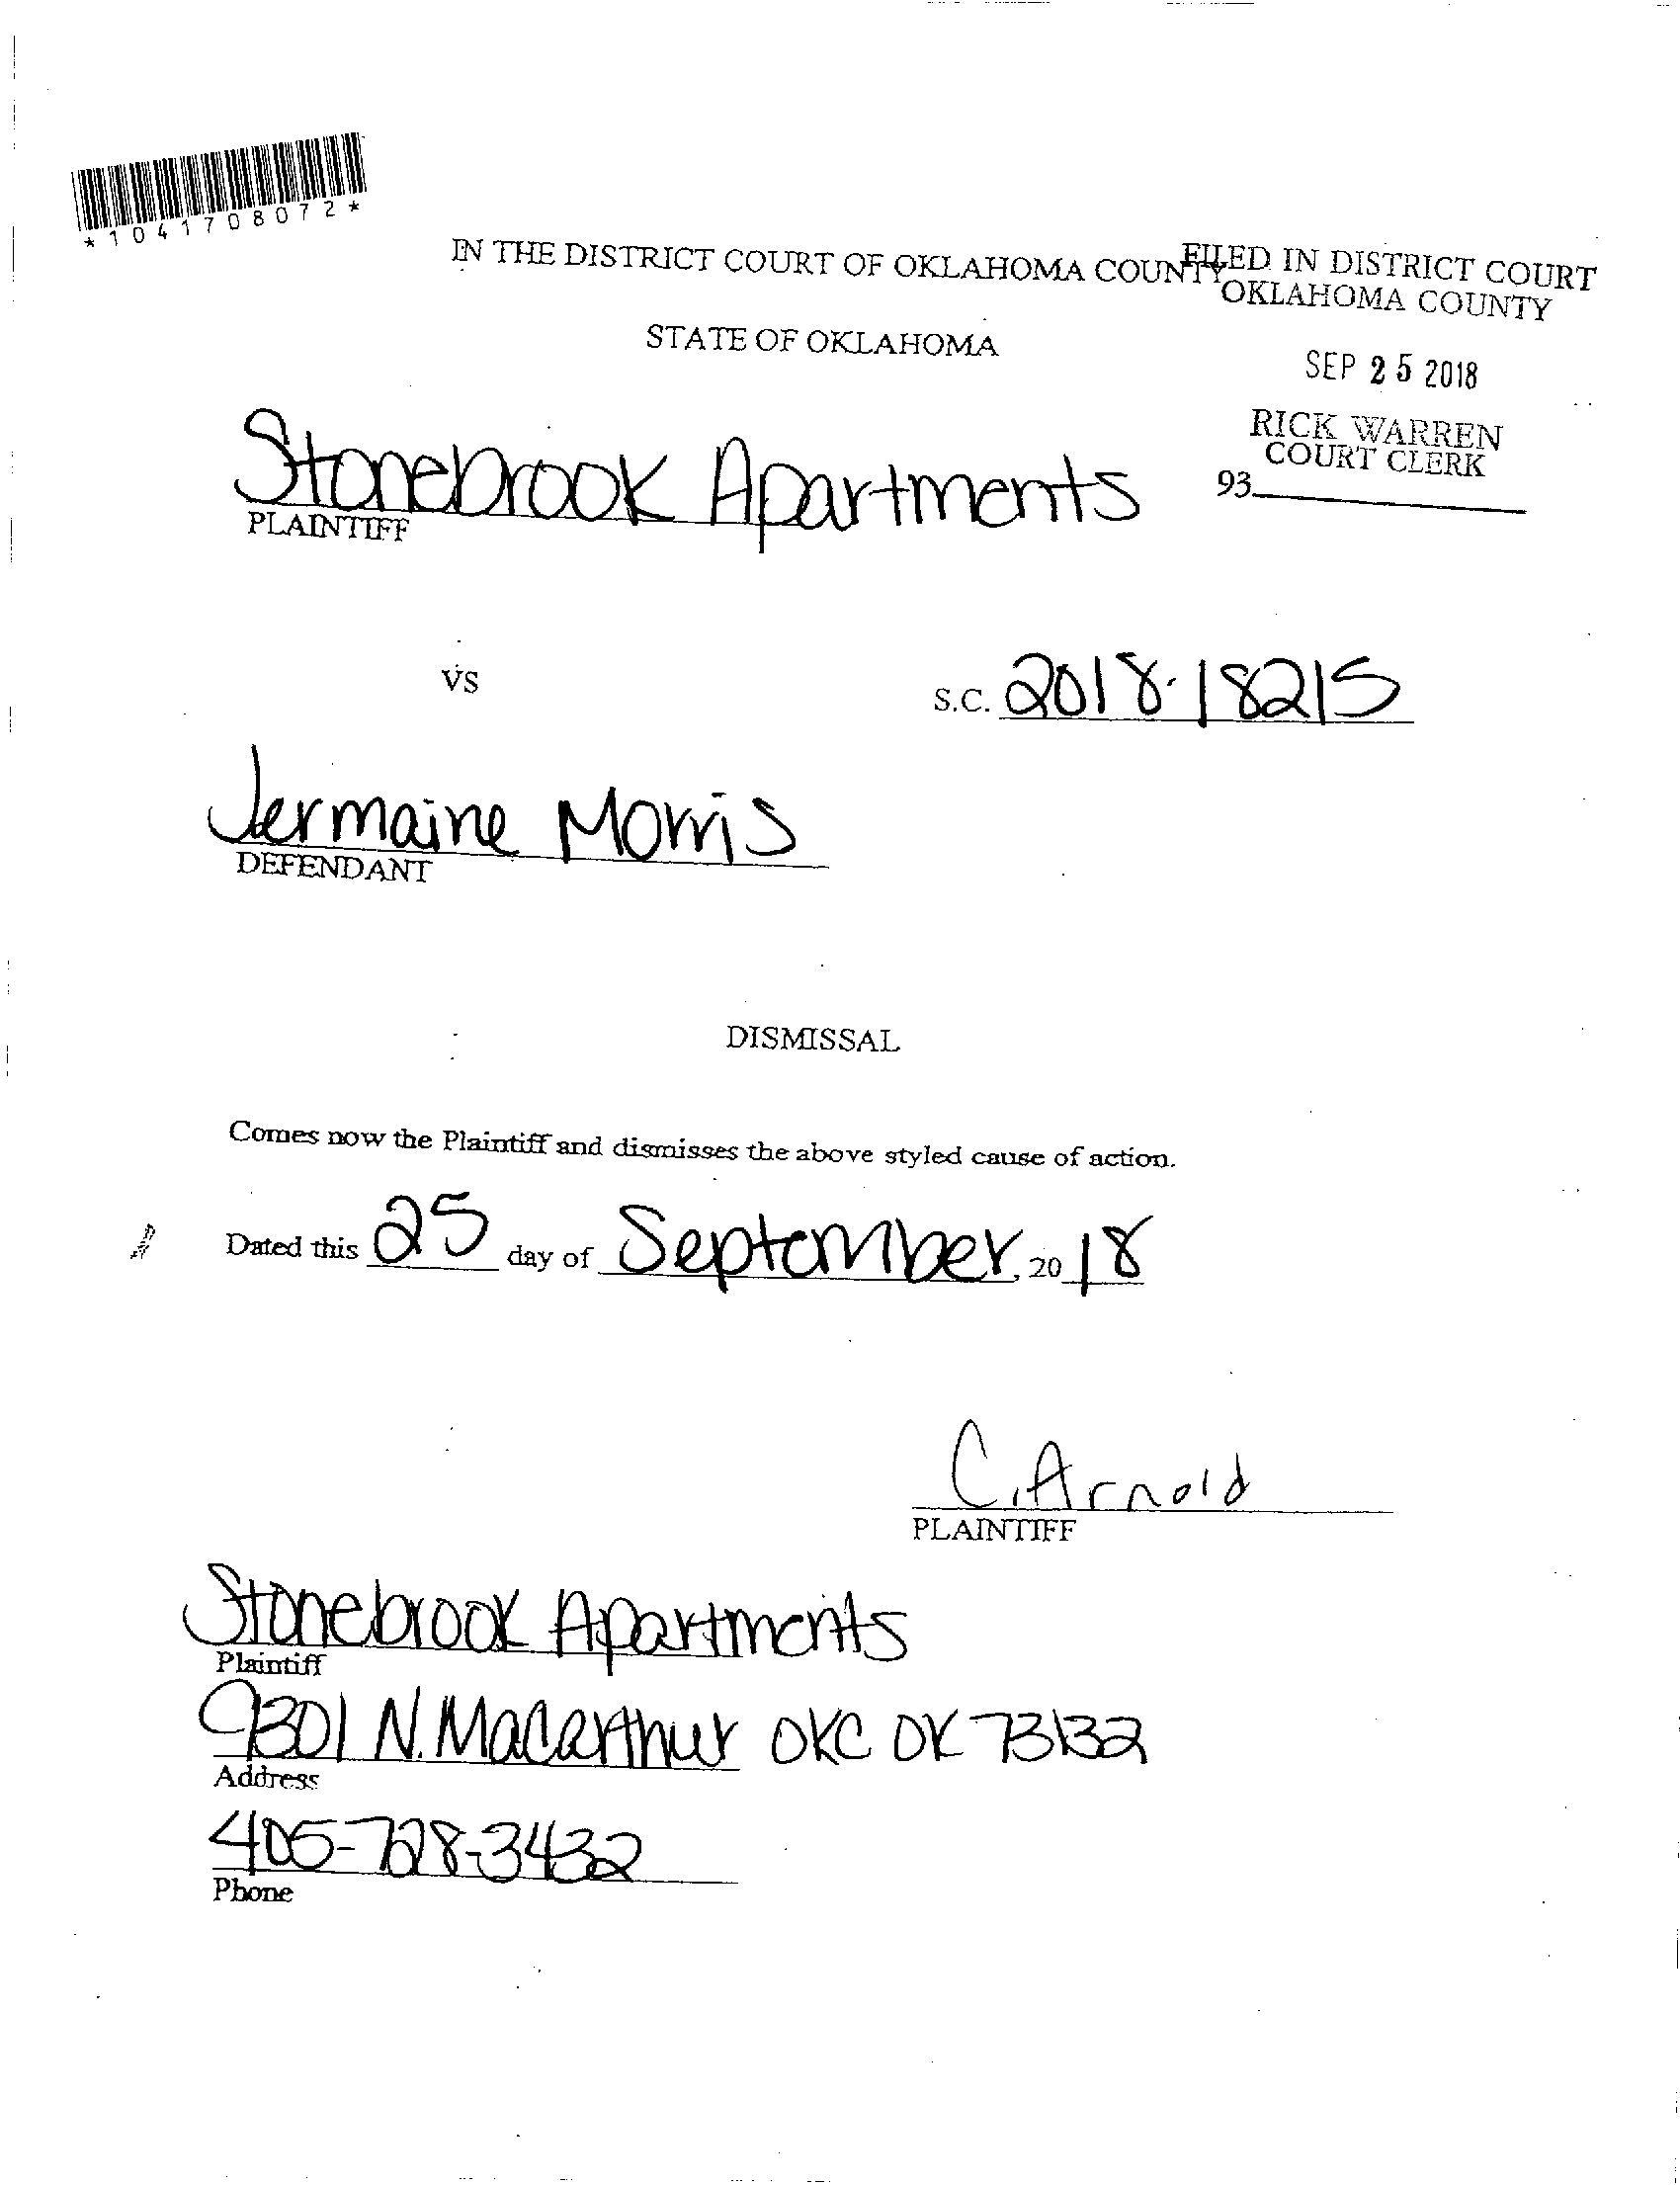 *1041708072*
IN THE DISTRICT COURT OF OKLAHOMA COUNTY
FILED IN DISTRICT COURT
OKLAHOMA COUNTY
STATE OF OKLAHOMA
SEP 25 2018
RICK WARREN
COURT CLERK
93
Stonebrook Apartments
PLAINTIFF
VS
S.C. 2018-18215
Jermaine Morris
DEFENDANT
DISMISSAL
Comes now the Plaintiff and dismisses the above styled cause of action.
Dated this 25 day of September, 20 18
C. Arnold
PLAINTIFF
Stonebrook Apartments
Plaintiff
9301 N. MacArthur OKC OK 73132
Address
405-728-3432
Phone